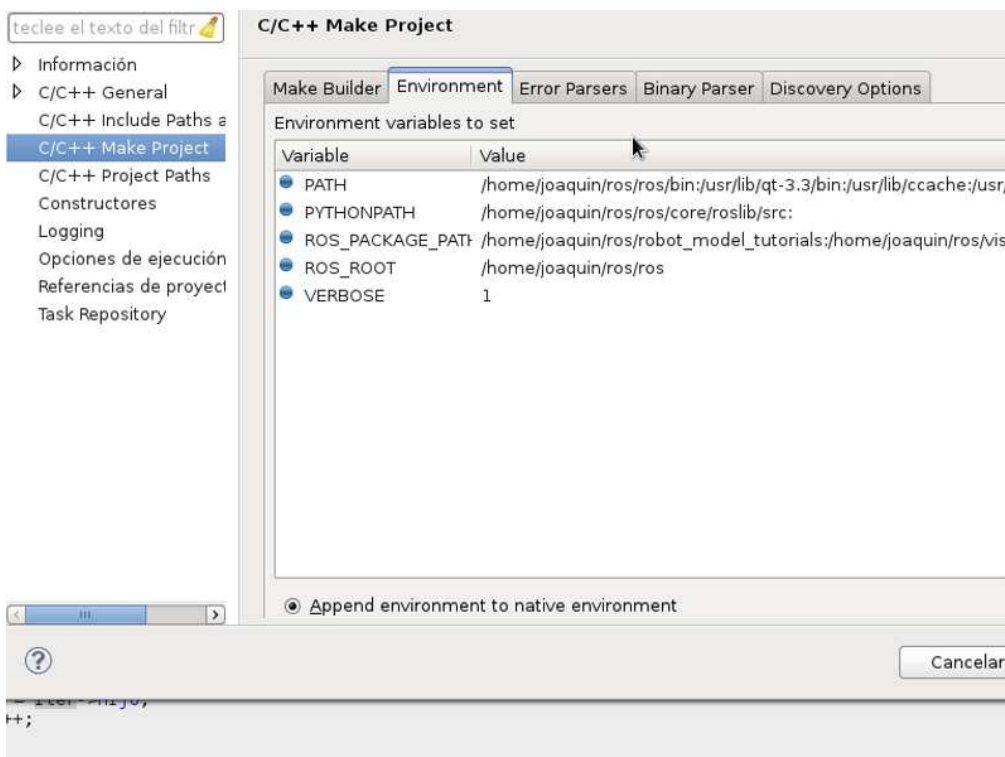 teclee el texto del filtr
Información
C/C++ General
C/C++ Include Paths a
C/C++ Make Project
C/C++ Project Paths
Constructores
Logging
Opciones de ejecución
Referencias de proyect
Task Repository
C/C++ Make Project
Make Builder Environment Error Parsers Binary Parser Discovery Options
Environment variables to set
Variable Value
PATH /home/joaquin/ros/ros/bin:/usr/lib/qt-3.3/bin:/usr/lib/ccache:/usr/
PYTHONPATH /home/joaquin/ros/ros/core/roslib/src:
ROS_PACKAGE_PATH /home/joaquin/ros/robot_model_tutorials:/home/joaquin/ros/vis
ROS_ROOT /home/joaquin/ros/ros
VERBOSE 1
Append environment to native environment
Cancelar
++;